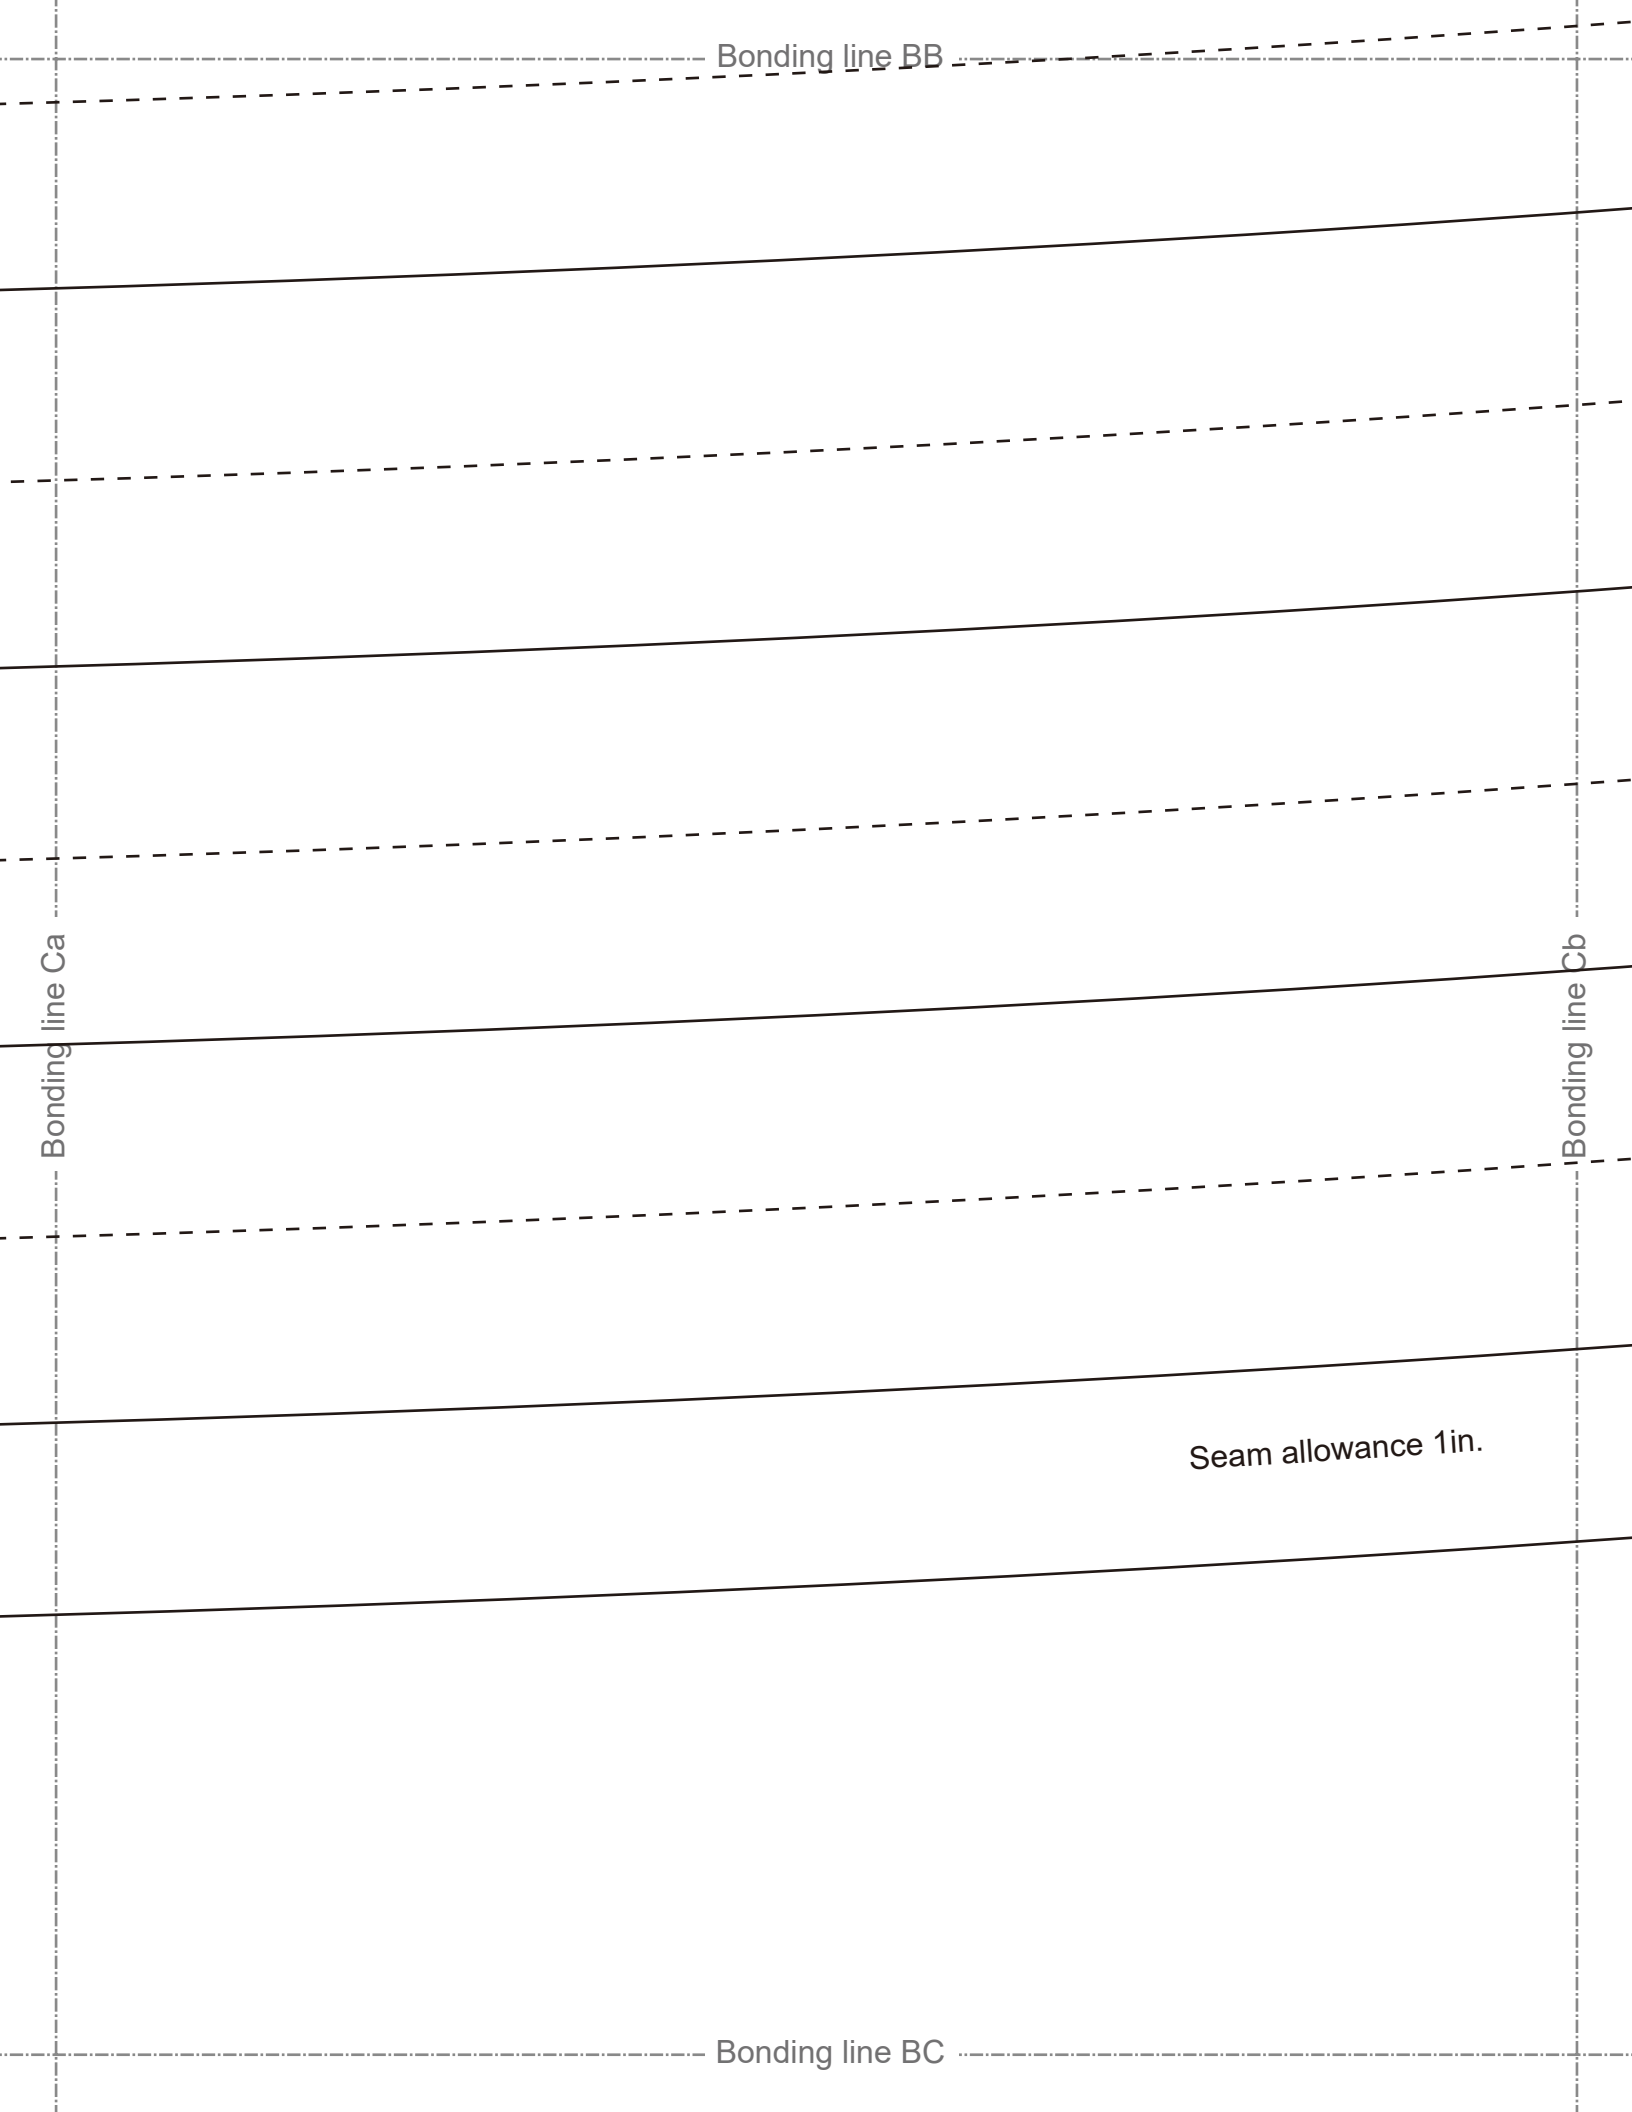 Bonding line BB
Bonding line Ca
Bonding line Cb
Seam allowance 1in.
Bonding line BC